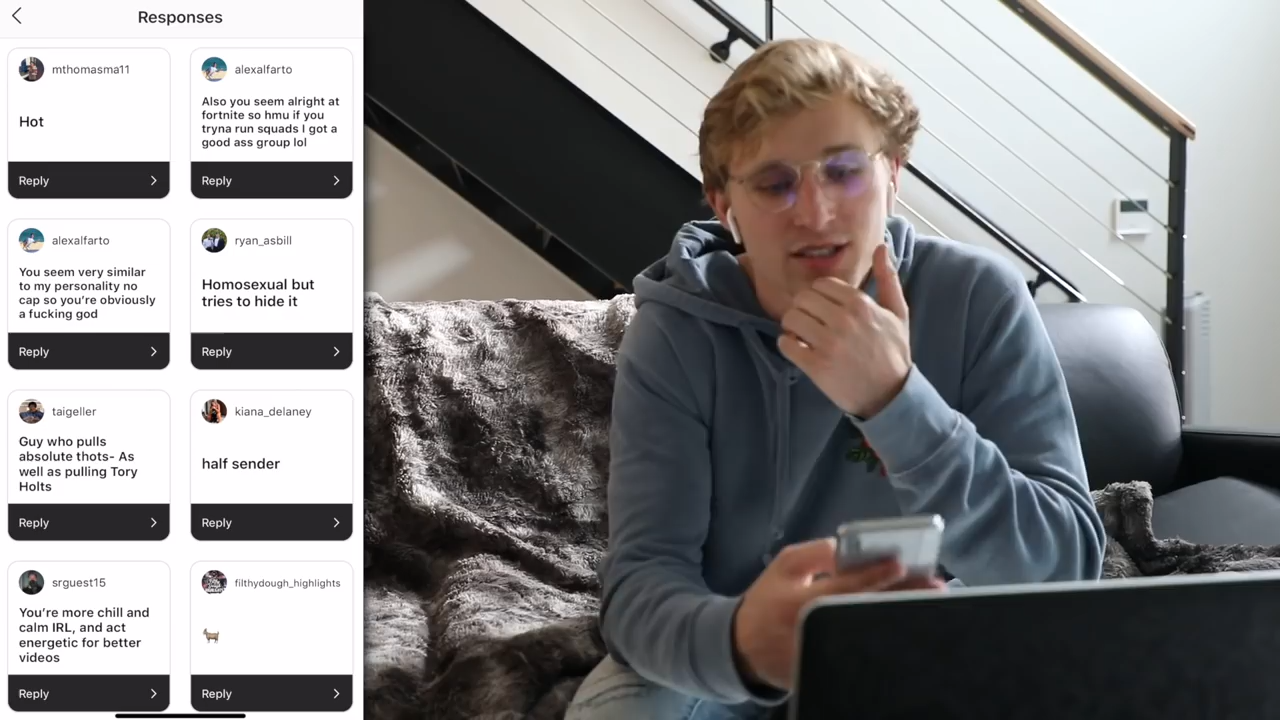 Responses
mthomasma11
Hot
Reply
alexalfarto
Also you seem alright at
fortnite so hmu if you
tryna run squads I got a
good ass group lol
Reply
alexalfarto
You seem very similar
to my personality no
cap so you're obviously
a fucking god
Reply
ryan_asbill
Homosexual but
tries to hide it
Reply
taigeller
Guy who pulls
absolute thots- As
well as pulling Tory
Holts
Reply
kiana_delaney
half sender
Reply
srguest15
You're more chill and
calm IRL, and act
energetic for better
videos
Reply
filthydough_highlights
Reply